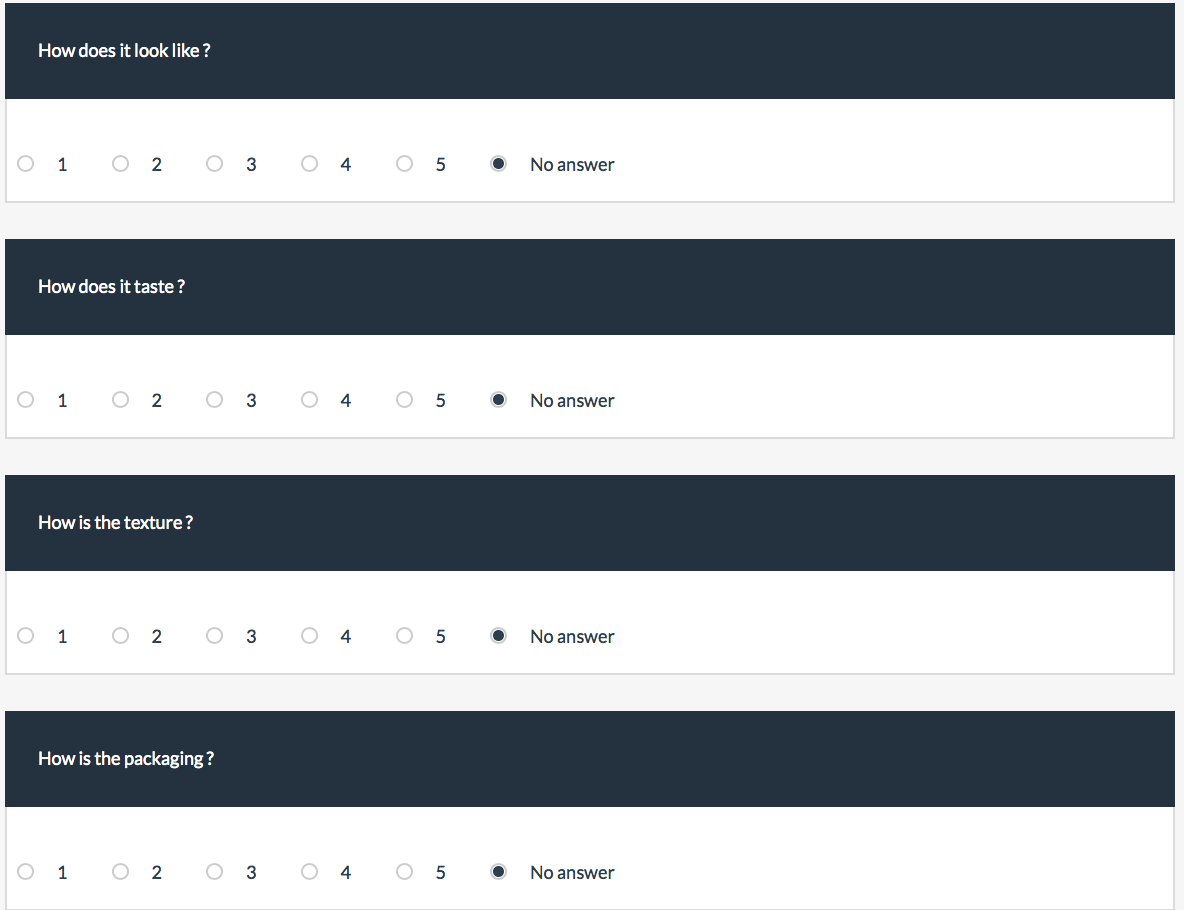 How does it look like ?
1 2 3 4 5 No answer
How does it taste ?
1 2 3 4 5 No answer
How is the texture ?
1 2 3 4 5 No answer
How is the packaging ?
1 2 3 4 5 No answer